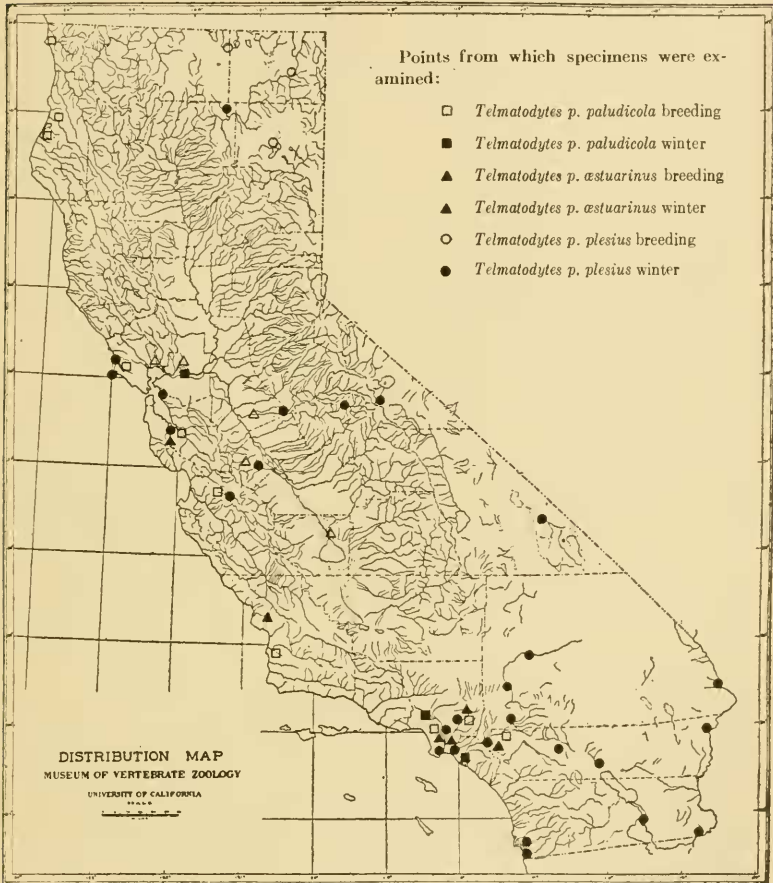 Points from which specimens were ex-
amined:
Telmatodytes p. paludicola breeding
Telmatodytes p. paludicola winter
Telmatodytes p. æstuarinus breeding
Telmatodytes p. æstuarinus winter
Telmatodytes p. plesius breeding
Telmatodytes p. plesius winter
DISTRIBUTION MAP
MUSEUM OF VERTEBRATE ZOOLOGY
UNIVERSITY OF CALIFORNIA